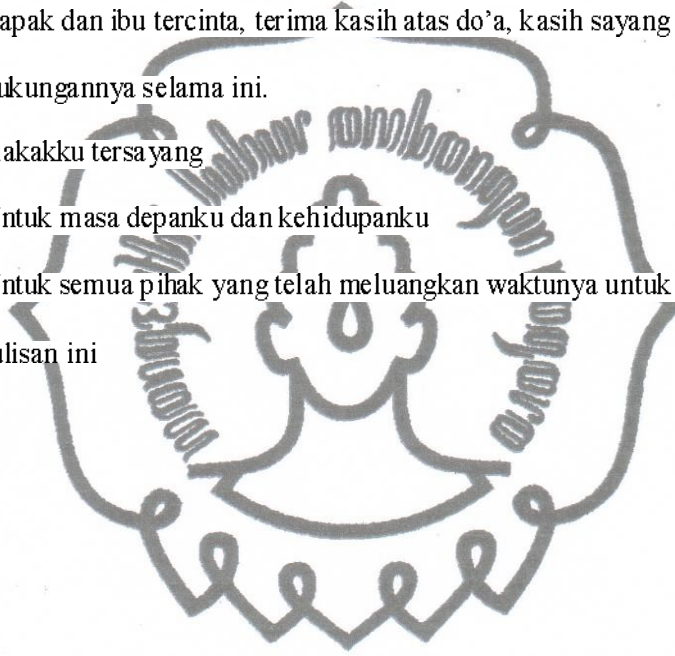 apak dan ibu tercinta, terima kasih atas do’a, kasih sayang
ukungannya selama ini.
akakku tersayang
ntuk masa depanku dan kehidupanku
ntuk semua pihak yang telah meluangkan waktunya untuk
ulisan ini